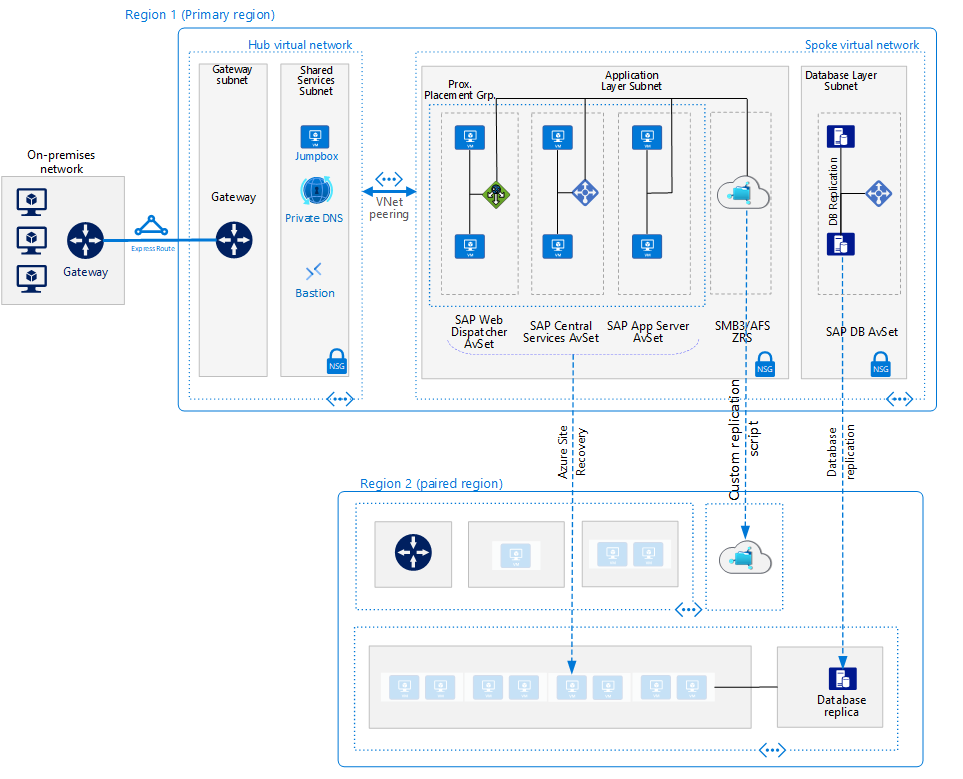 Region 1 (Primary region)
Hub virtual network
Spoke virtual network
Gateway
subnet
Shared
Services
Subnet
Prox.
Placement Grp.
Application
Layer Subnet
Database Layer
Subnet
VM
VM
VM
VM
Jumpbox
On-premises
network
Gateway
ExpressRoute
Gateway
Private DNS
VNet
peering
DB Replication
VM
VM
VM
Bastion
SAP Web
Dispatcher
AvSet
SAP Central
Services AvSet
SAP App Server
AvSet
SMB3/AFS
ZRS
SAP DB AvSet
NSG
NSG
NSG
Azure Site
Recovery
Custom replication
script
Database
replication
Region 2 (paired region)
VM
VM
VM
VM
VM
VM
VM
VM
VM
VM
VM
Database
replica